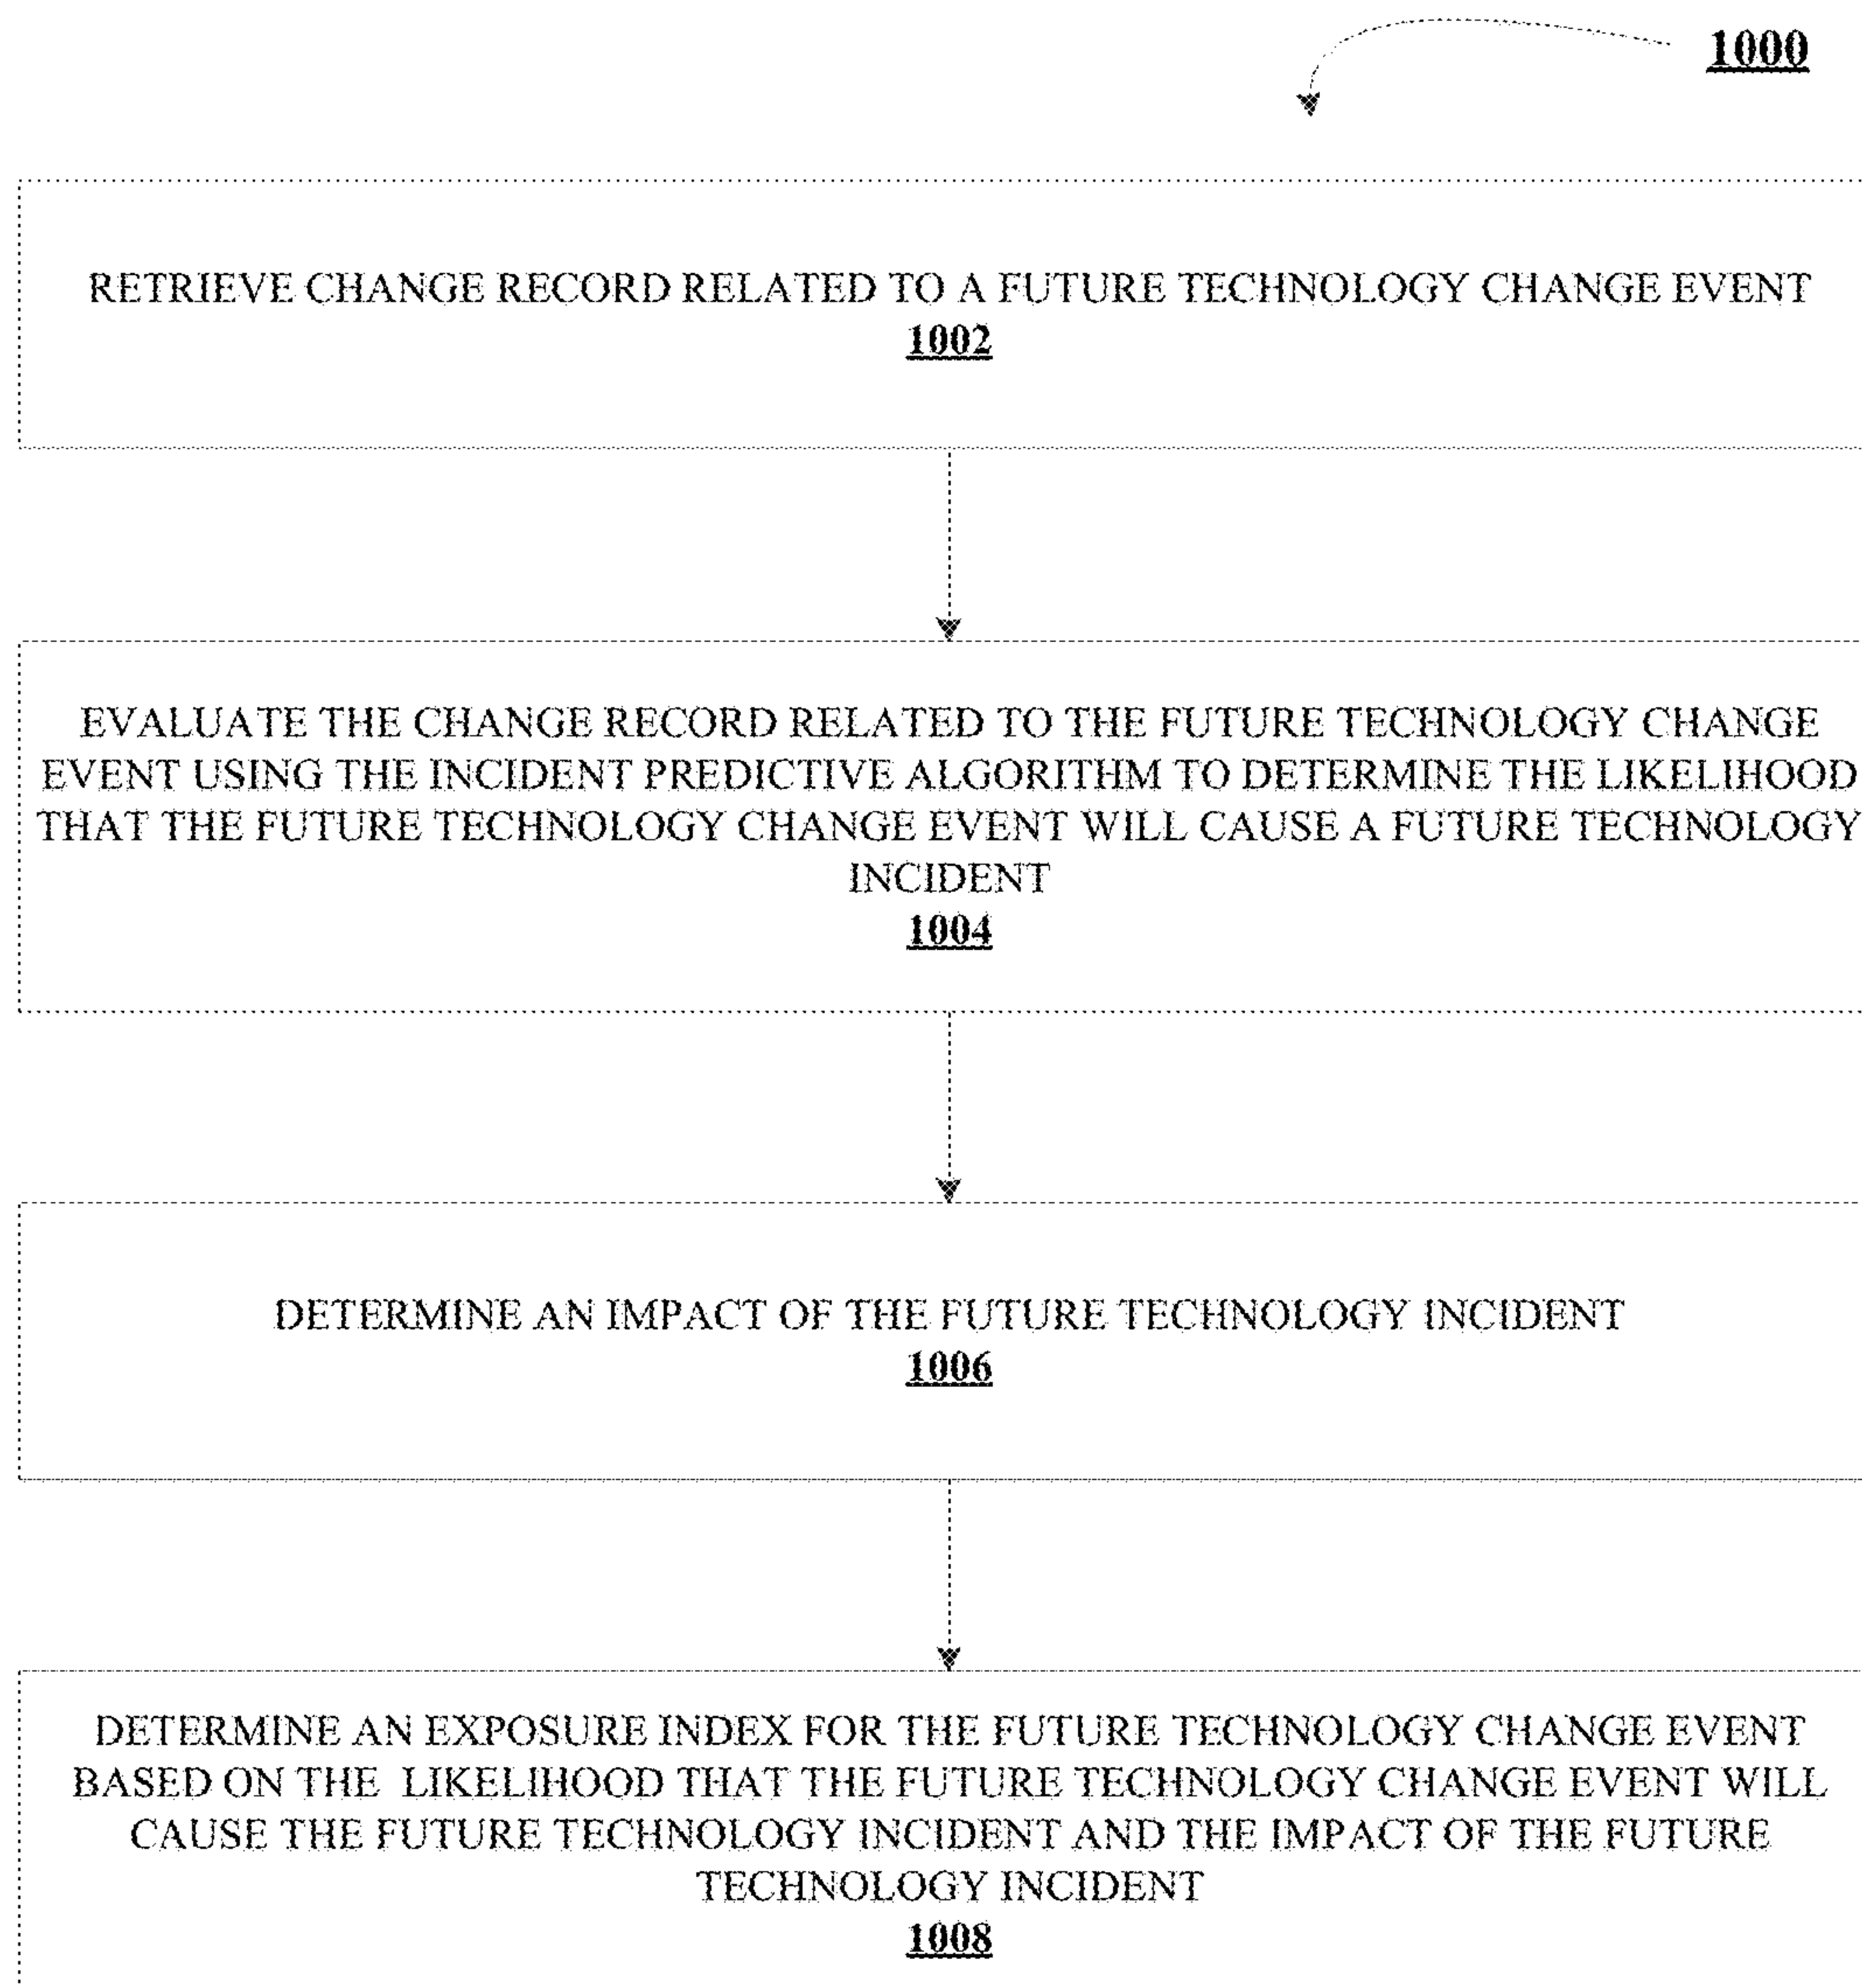 1000
RETRIEVE CHANGE RECORD RELATED TO A FUTURE TECHNOLOGY CHANGE EVENT
1002
EVALUATE THE CHANGE RECORD RELATED TO THE FUTURE TECHNOLOGY CHANGE
EVENT USING THE INCIDENT PREDICTIVE ALGORITHM TO DETERMINE THE LIKELIHOOD
THAT THE FUTURE TECHNOLOGY CHANGE EVENT WILL CAUSE A FUTURE TECHNOLOGY
INCIDENT
1004
DETERMINE AN IMPACT OF THE FUTURE TECHNOLOGY INCIDENT
1006
DETERMINE AN EXPOSURE INDEX FOR THE FUTURE TECHNOLOGY CHANGE EVENT
BASED ON THE LIKELIHOOD THAT THE FUTURE TECHNOLOGY CHANGE EVENT WILL
CAUSE THE FUTURE TECHNOLOGY INCIDENT AND THE IMPACT OF THE FUTURE
TECHNOLOGY INCIDENT
1008